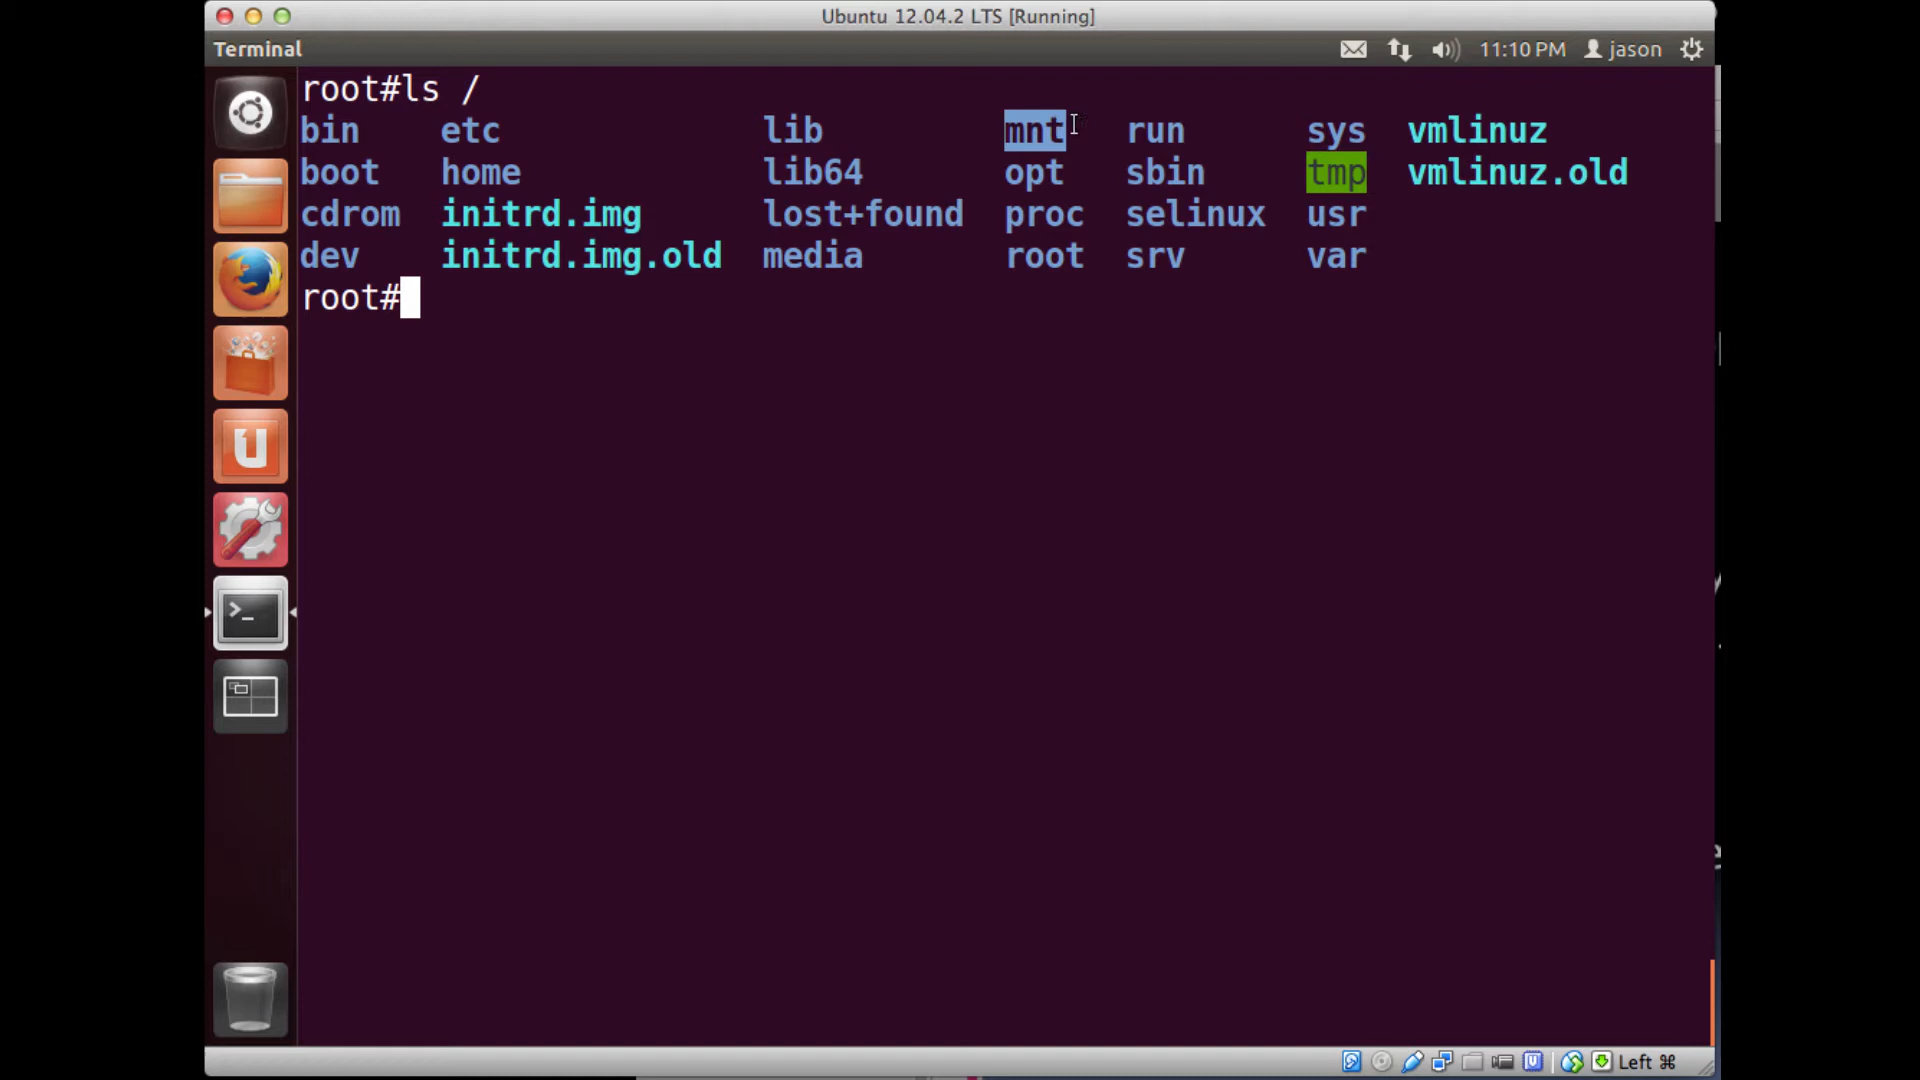 Ubuntu 12.04.2 LTS [Running]
Terminal 11:10 PM jason
root#ls /
bin etc lib mnt run sys vmlinuz
boot home lib64 opt sbin tmp vmlinuz.old
cdrom initrd.img lost+found proc selinux usr
dev initrd.img.old media root srv var
root#
Left ⌘